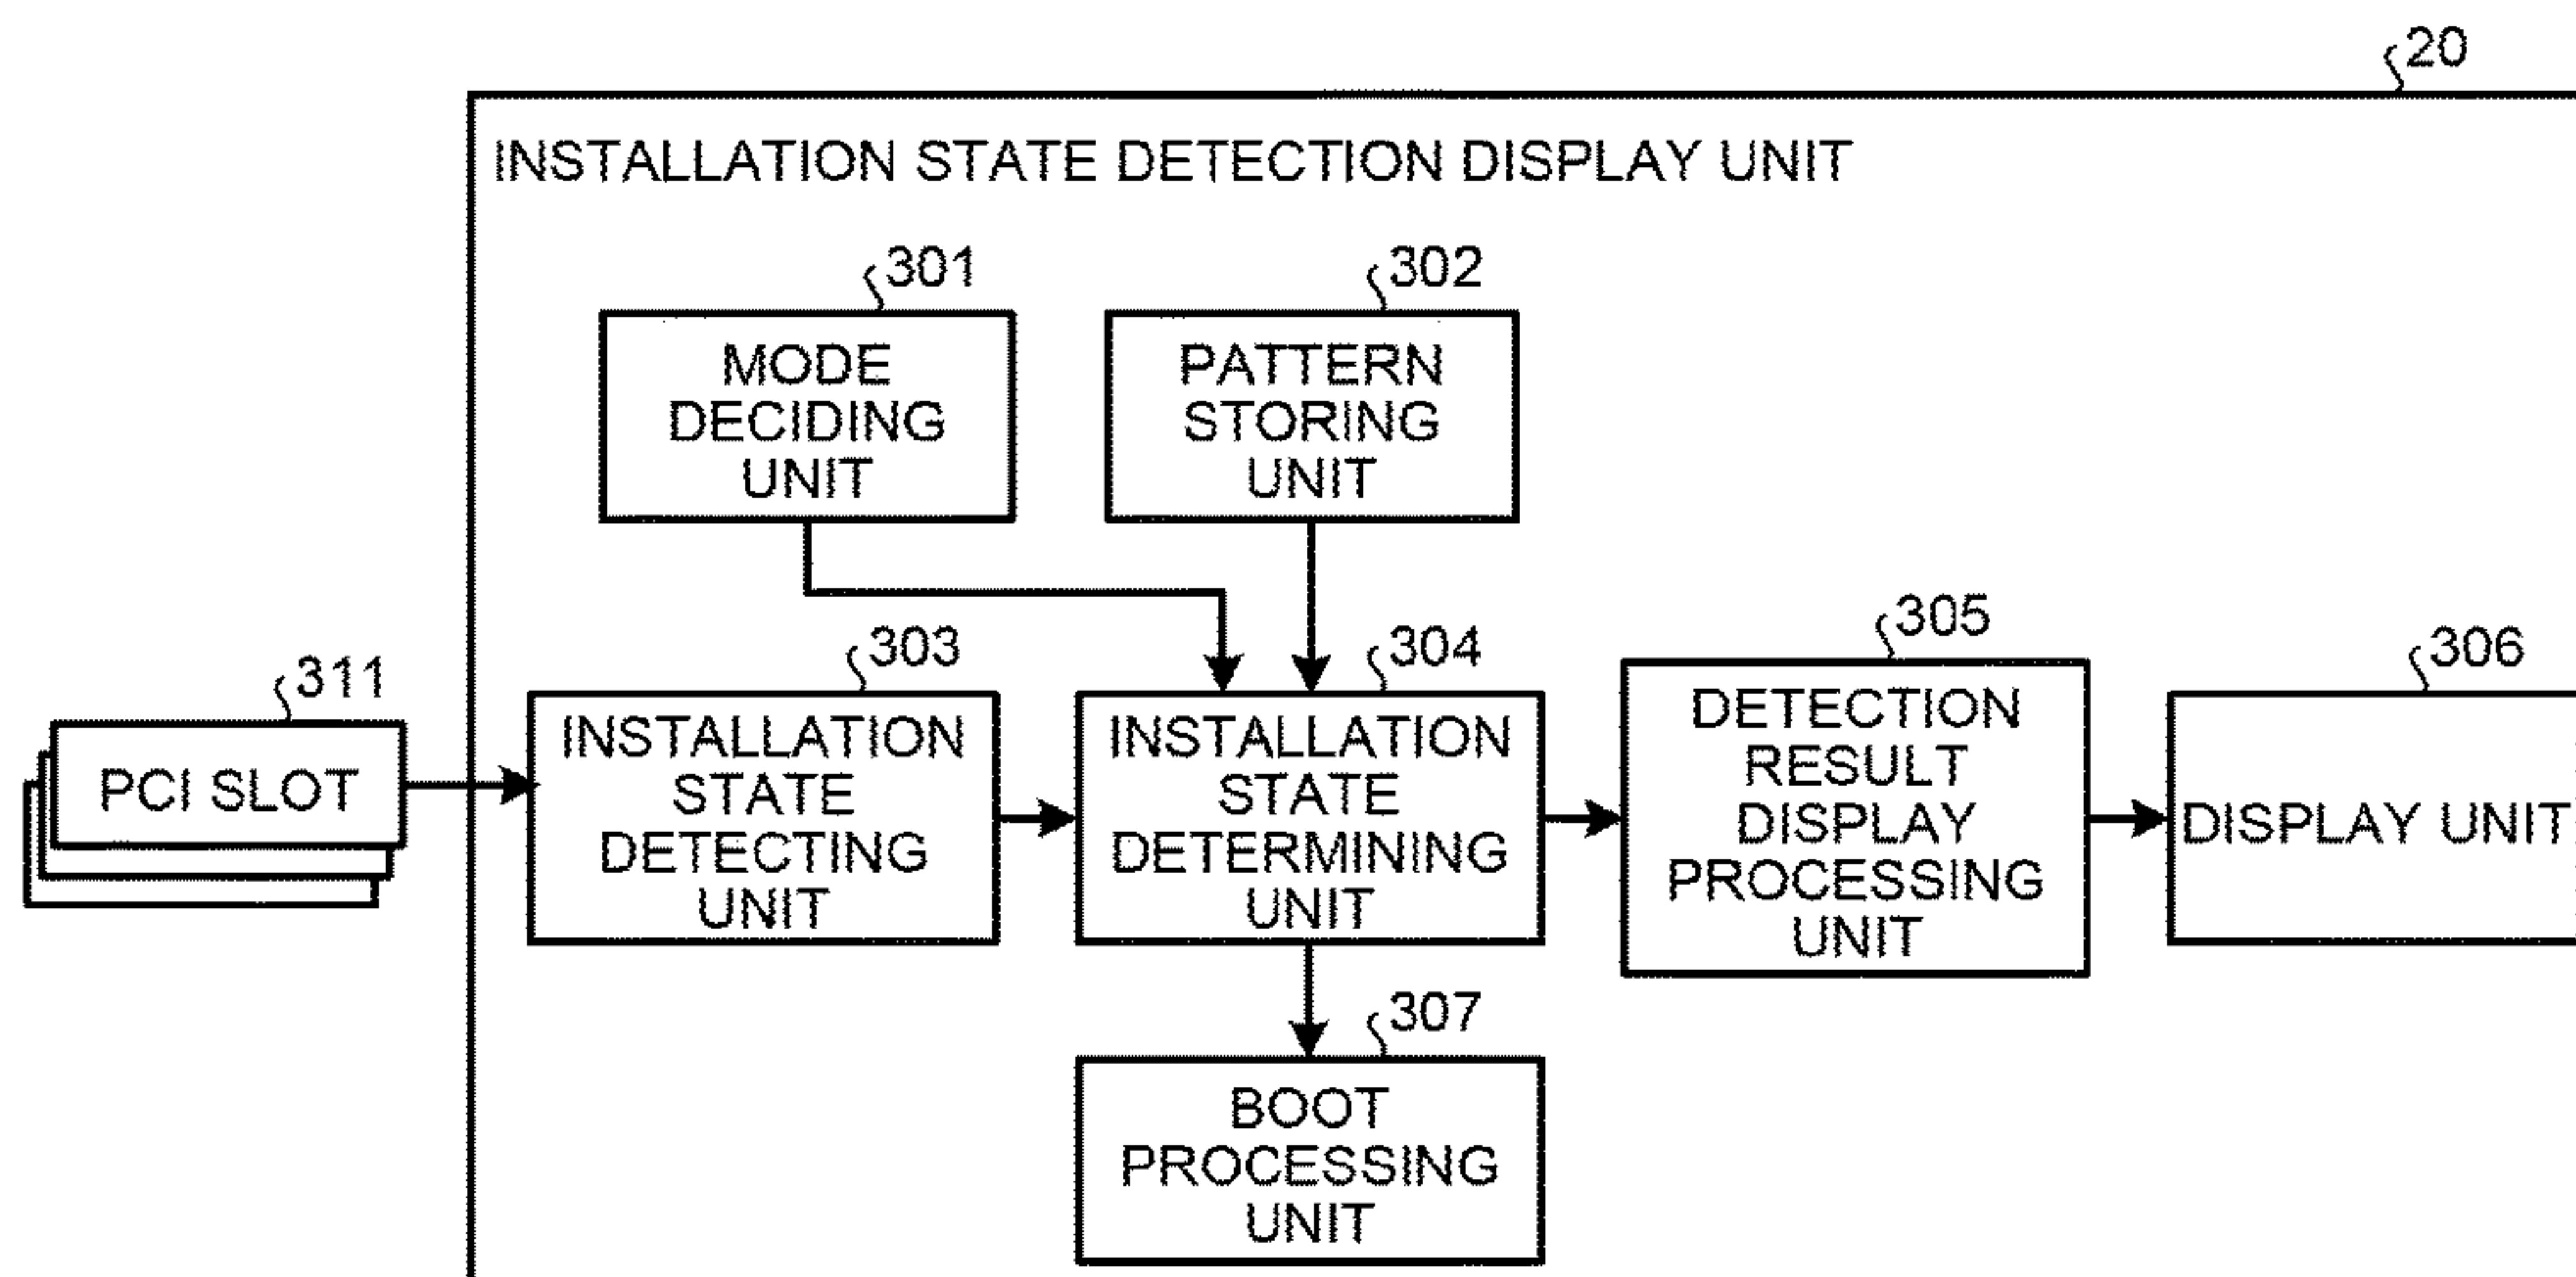 20
INSTALLATION STATE DETECTION DISPLAY UNIT
301
MODE
DECIDING
UNIT
302
PATTERN
STORING
UNIT
311
PCI SLOT
303
INSTALLATION
STATE
DETECTING
UNIT
304
INSTALLATION
STATE
DETERMINING
UNIT
305
DETECTION
RESULT
DISPLAY
PROCESSING
UNIT
306
DISPLAY UNIT
307
BOOT
PROCESSING
UNIT